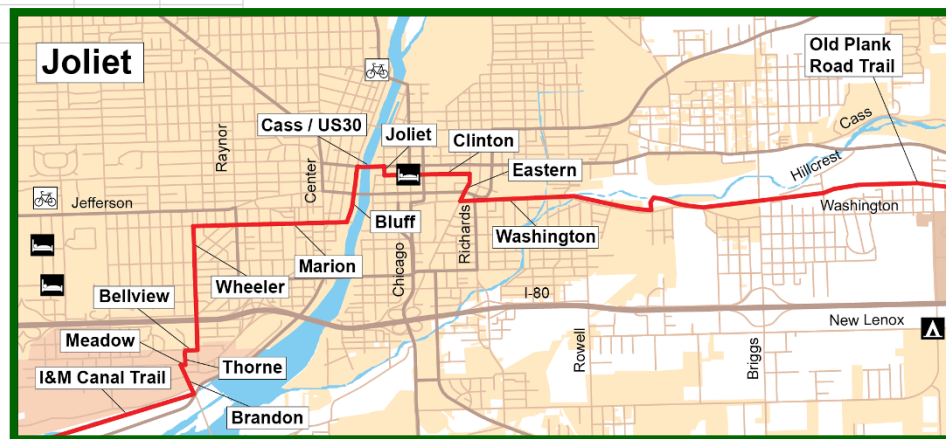 Joliet
Old Plank
Road Trail
Cass / US30
Joliet
Clinton
Cass
Raynor
Center
Hillcrest
Eastern
Jefferson
Bluff
Richards
Washington
Washington
Marion
Chicago
Wheeler
Bellview
I-80
New Lenox
Meadow
Thorne
Rowell
Briggs
I&M Canal Trail
Brandon